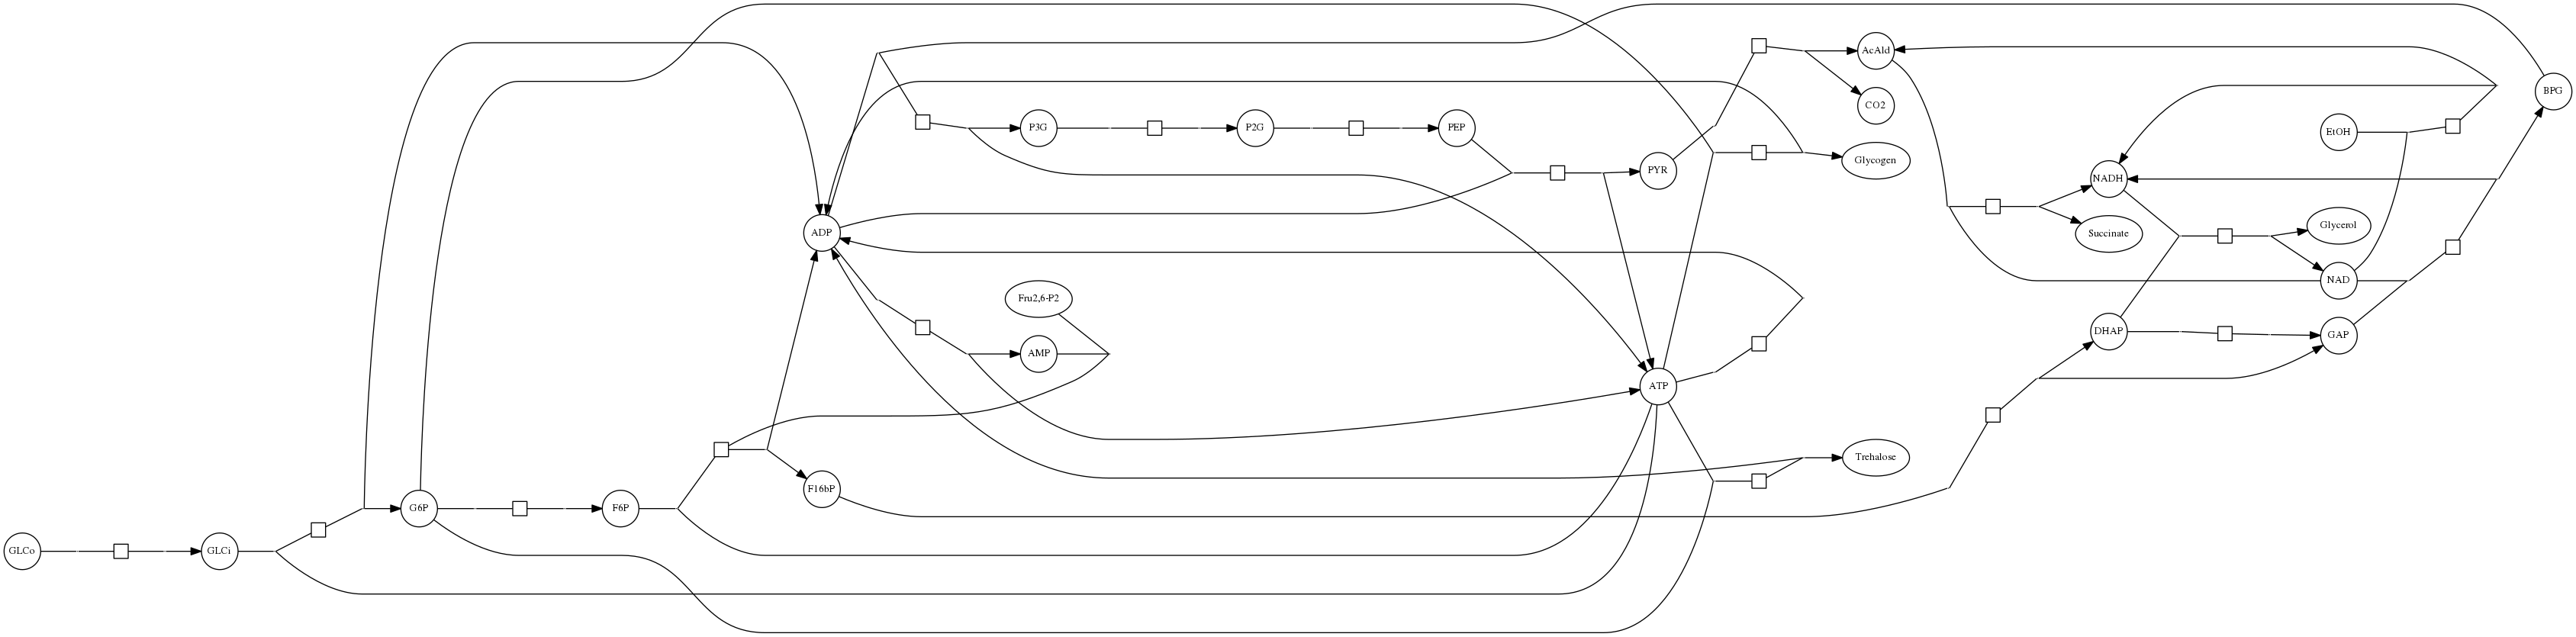 GLCo
GLCi
G6P
F6P
ADP
F16bP
P3G
Fru2,6-P2
AMP
P2G
PEP
PYR
ATP
AcAld
CO2
Glycogen
Trehalose
NADH
Succinate
DHAP
EtOH
Glycerol
NAD
GAP
BPG